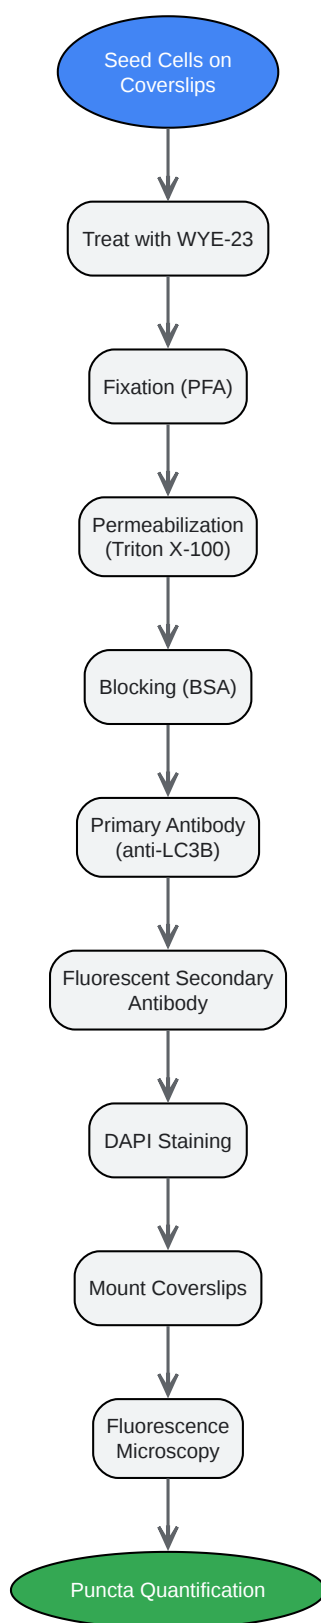 Seed Cells on
Coverslips
Treat with WYE-23
Fixation (PFA)
Permeabilization
(Triton X-100)
Blocking (BSA)
Primary Antibody
(anti-LC3B)
Fluorescent Secondary
Antibody
DAPI Staining
Mount Coverslips
Fluorescence
Microscopy
Puncta Quantification